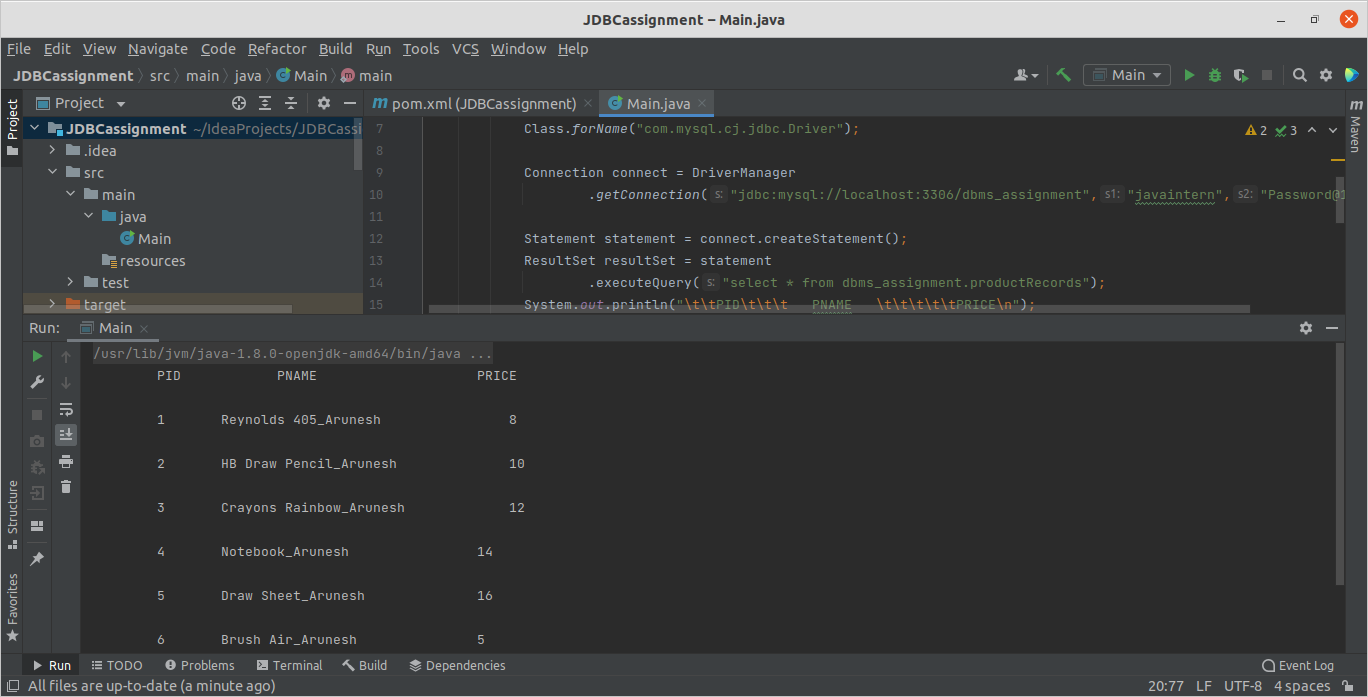 JDBCassignment – Main.java
File Edit View Navigate Code Refactor Build Run Tools VCS Window Help
JDBCassignment src main java Main main Main
Project pom.xml (JDBCassignment) Main.java
JDBCassignment ~/IdeaProjects/JDBCassi
.idea
src
main
java
Main
resources
test
target
7 Class.forName("com.mysql.cj.jdbc.Driver");
8
9 Connection connect = DriverManager
10 .getConnection( s: "jdbc:mysql://localhost:3306/dbms_assignment", s1: "javaintern", s2: "Password@1
11
12 Statement statement = connect.createStatement();
13 ResultSet resultSet = statement
14 .executeQuery( s: "select * from dbms_assignment.productRecords");
15 System.out.println("\t\tPID\t\t\t   PNAME   \t\t\t\t\tPRICE\n");
2 3
Project
Maven
Run: Main
/usr/lib/jvm/java-1.8.0-openjdk-amd64/bin/java ...
PID PNAME PRICE
1 Reynolds 405_Arunesh 8
2 HB Draw Pencil_Arunesh 10
3 Crayons Rainbow_Arunesh 12
4 Notebook_Arunesh 14
5 Draw Sheet_Arunesh 16
6 Brush Air_Arunesh 5
Structure
Favorites
Run TODO Problems Terminal Build Dependencies Event Log
All files are up-to-date (a minute ago) 20:77 LF UTF-8 4 spaces